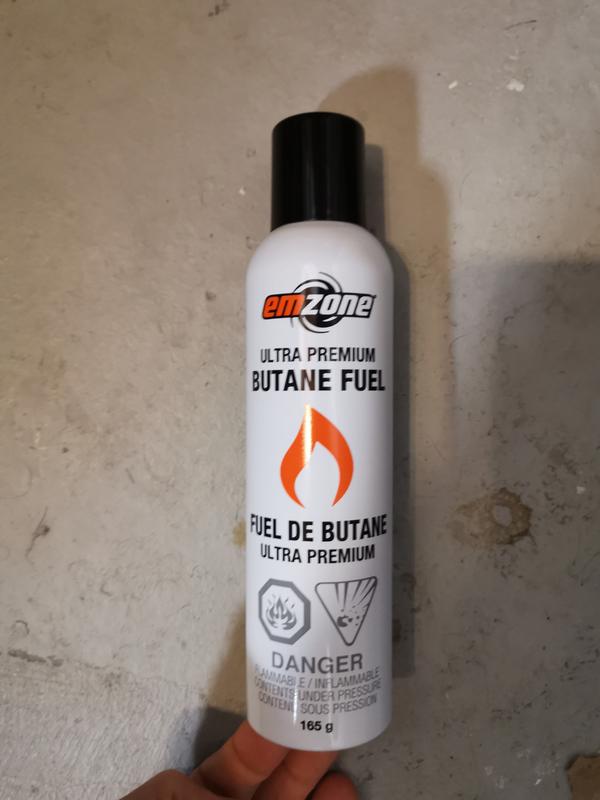 emzone
ULTRA PREMIUM
BUTANE FUEL
FUEL DE BUTANE
ULTRA PREMIUM
DANGER
FLAMMABLE / INFLAMMABLE
CONTENTS UNDER PRESSURE
CONTENU SOUS PRESSION
165 g